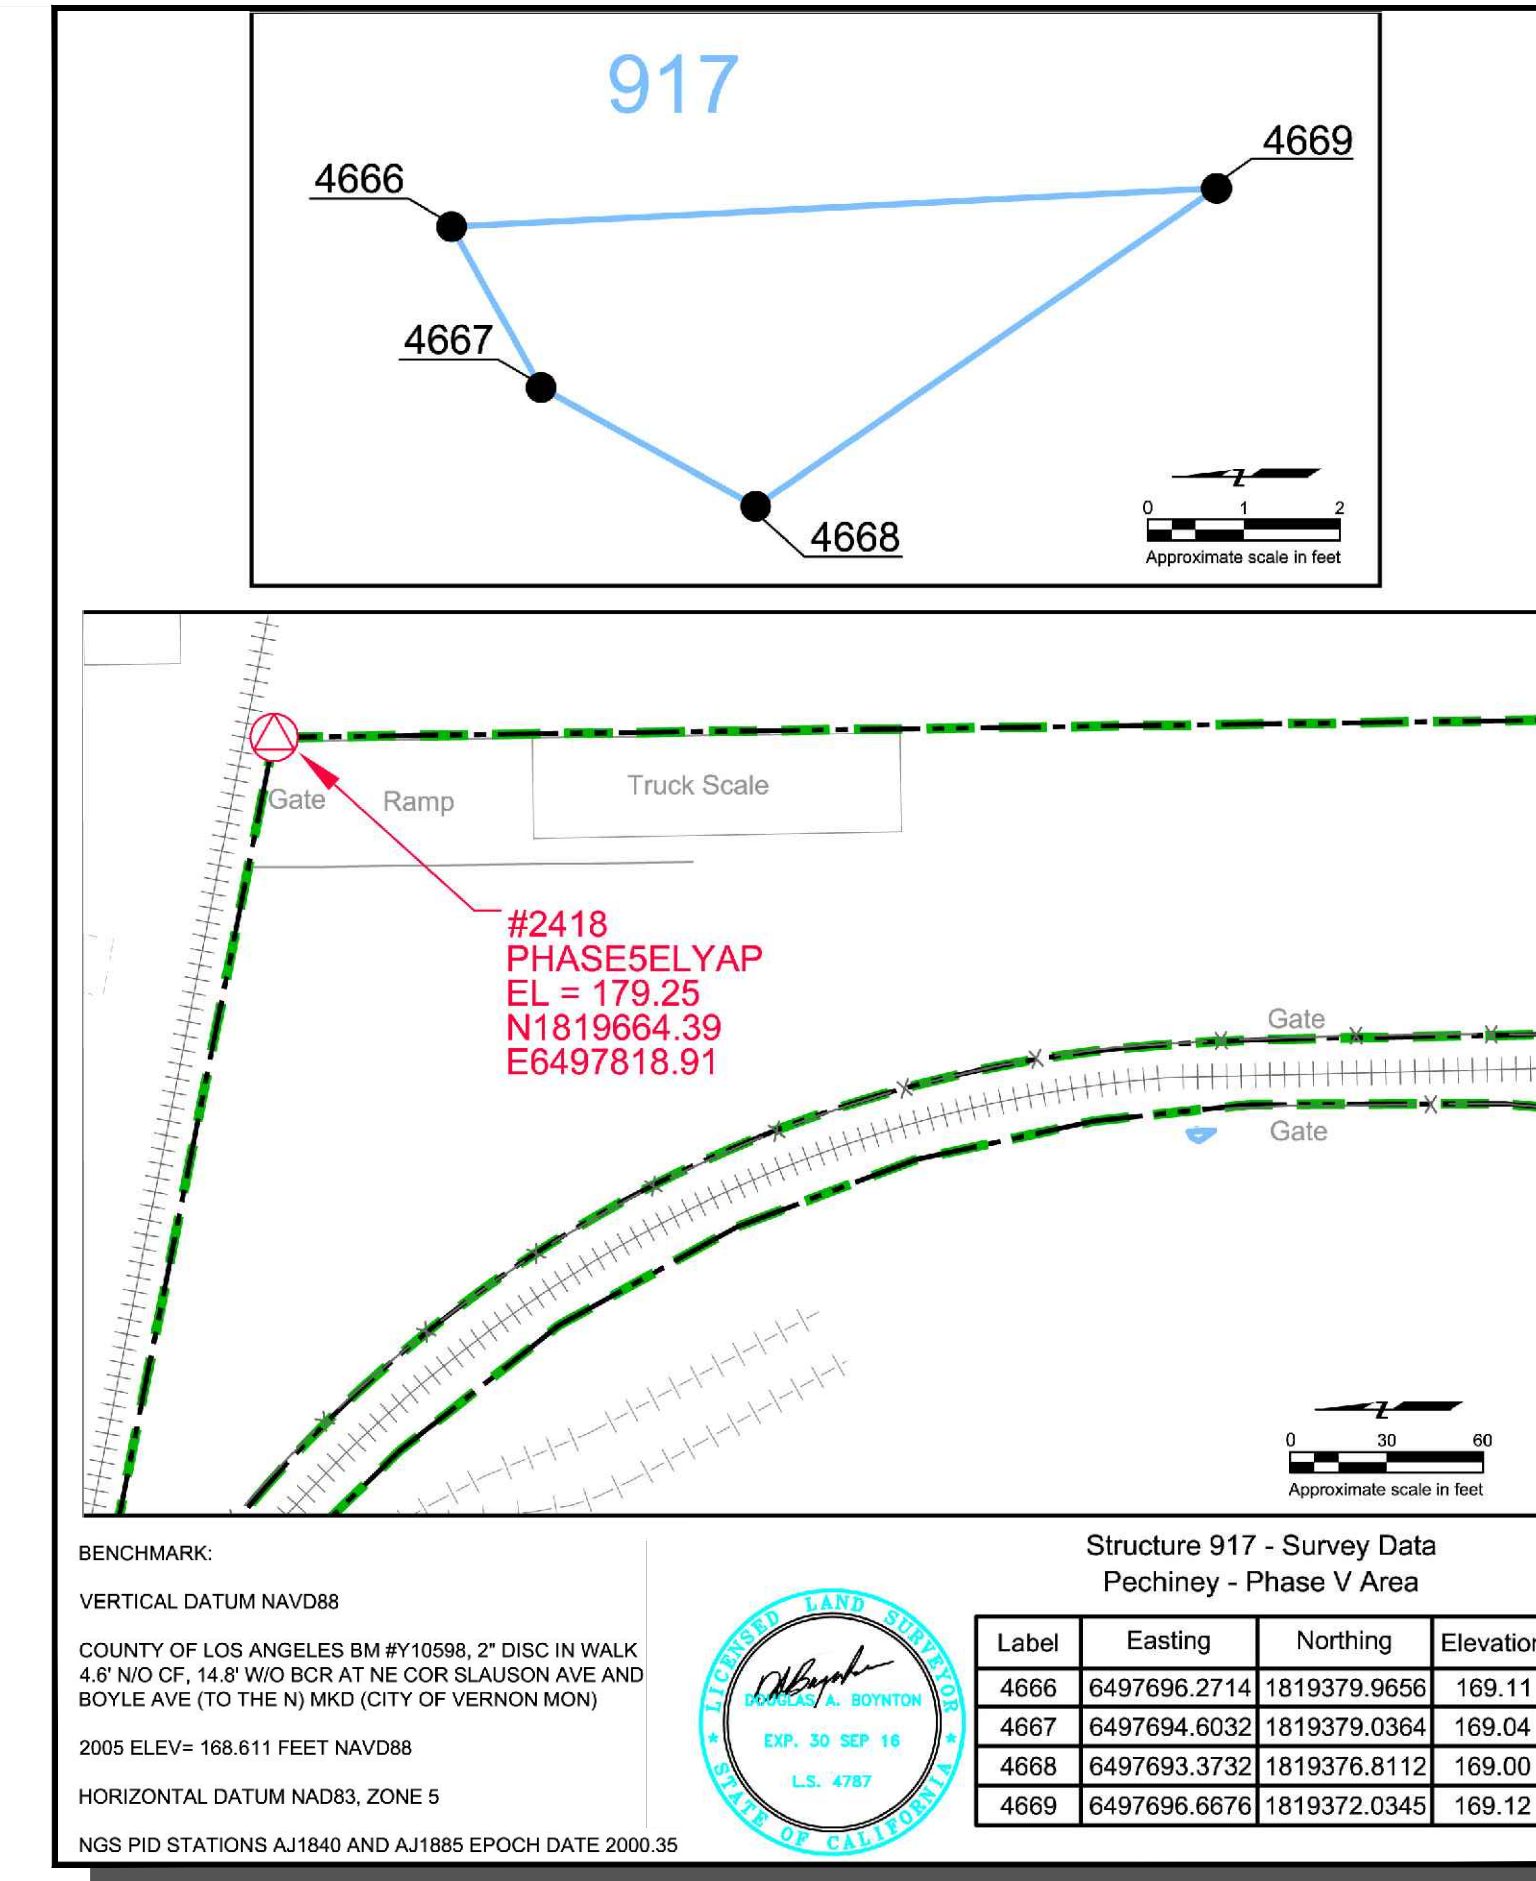 917
4666
4669
4667
4668
Z
0 1 2
Approximate scale in feet
Gate
Ramp
Truck Scale
#2418
PHASE5ELYAP
EL = 179.25
N1819664.39
E6497818.91
Gate
Gate
Z
0 30 60
Approximate scale in feet
BENCHMARK:
VERTICAL DATUM NAVD88
COUNTY OF LOS ANGELES BM #Y10598, 2" DISC IN WALK
4.6' N/O CF, 14.8' W/O BCR AT NE COR SLAUSON AVE AND
BOYLE AVE (TO THE N) MKD (CITY OF VERNON MON)
2005 ELEV= 168.611 FEET NAVD88
HORIZONTAL DATUM NAD83, ZONE 5
NGS PID STATIONS AJ1840 AND AJ1885 EPOCH DATE 2000.35
LICENSED LAND SURVEYOR
DOUGLAS A. BOYNTON
EXP. 30 SEP 16
L.S. 4787
STATE OF CALIFORNIA
Structure 917 - Survey Data
Pechiney - Phase V Area
Label Easting Northing Elevation
4666 6497696.2714 1819379.9656 169.11
4667 6497694.6032 1819379.0364 169.04
4668 6497693.3732 1819376.8112 169.00
4669 6497696.6676 1819372.0345 169.12